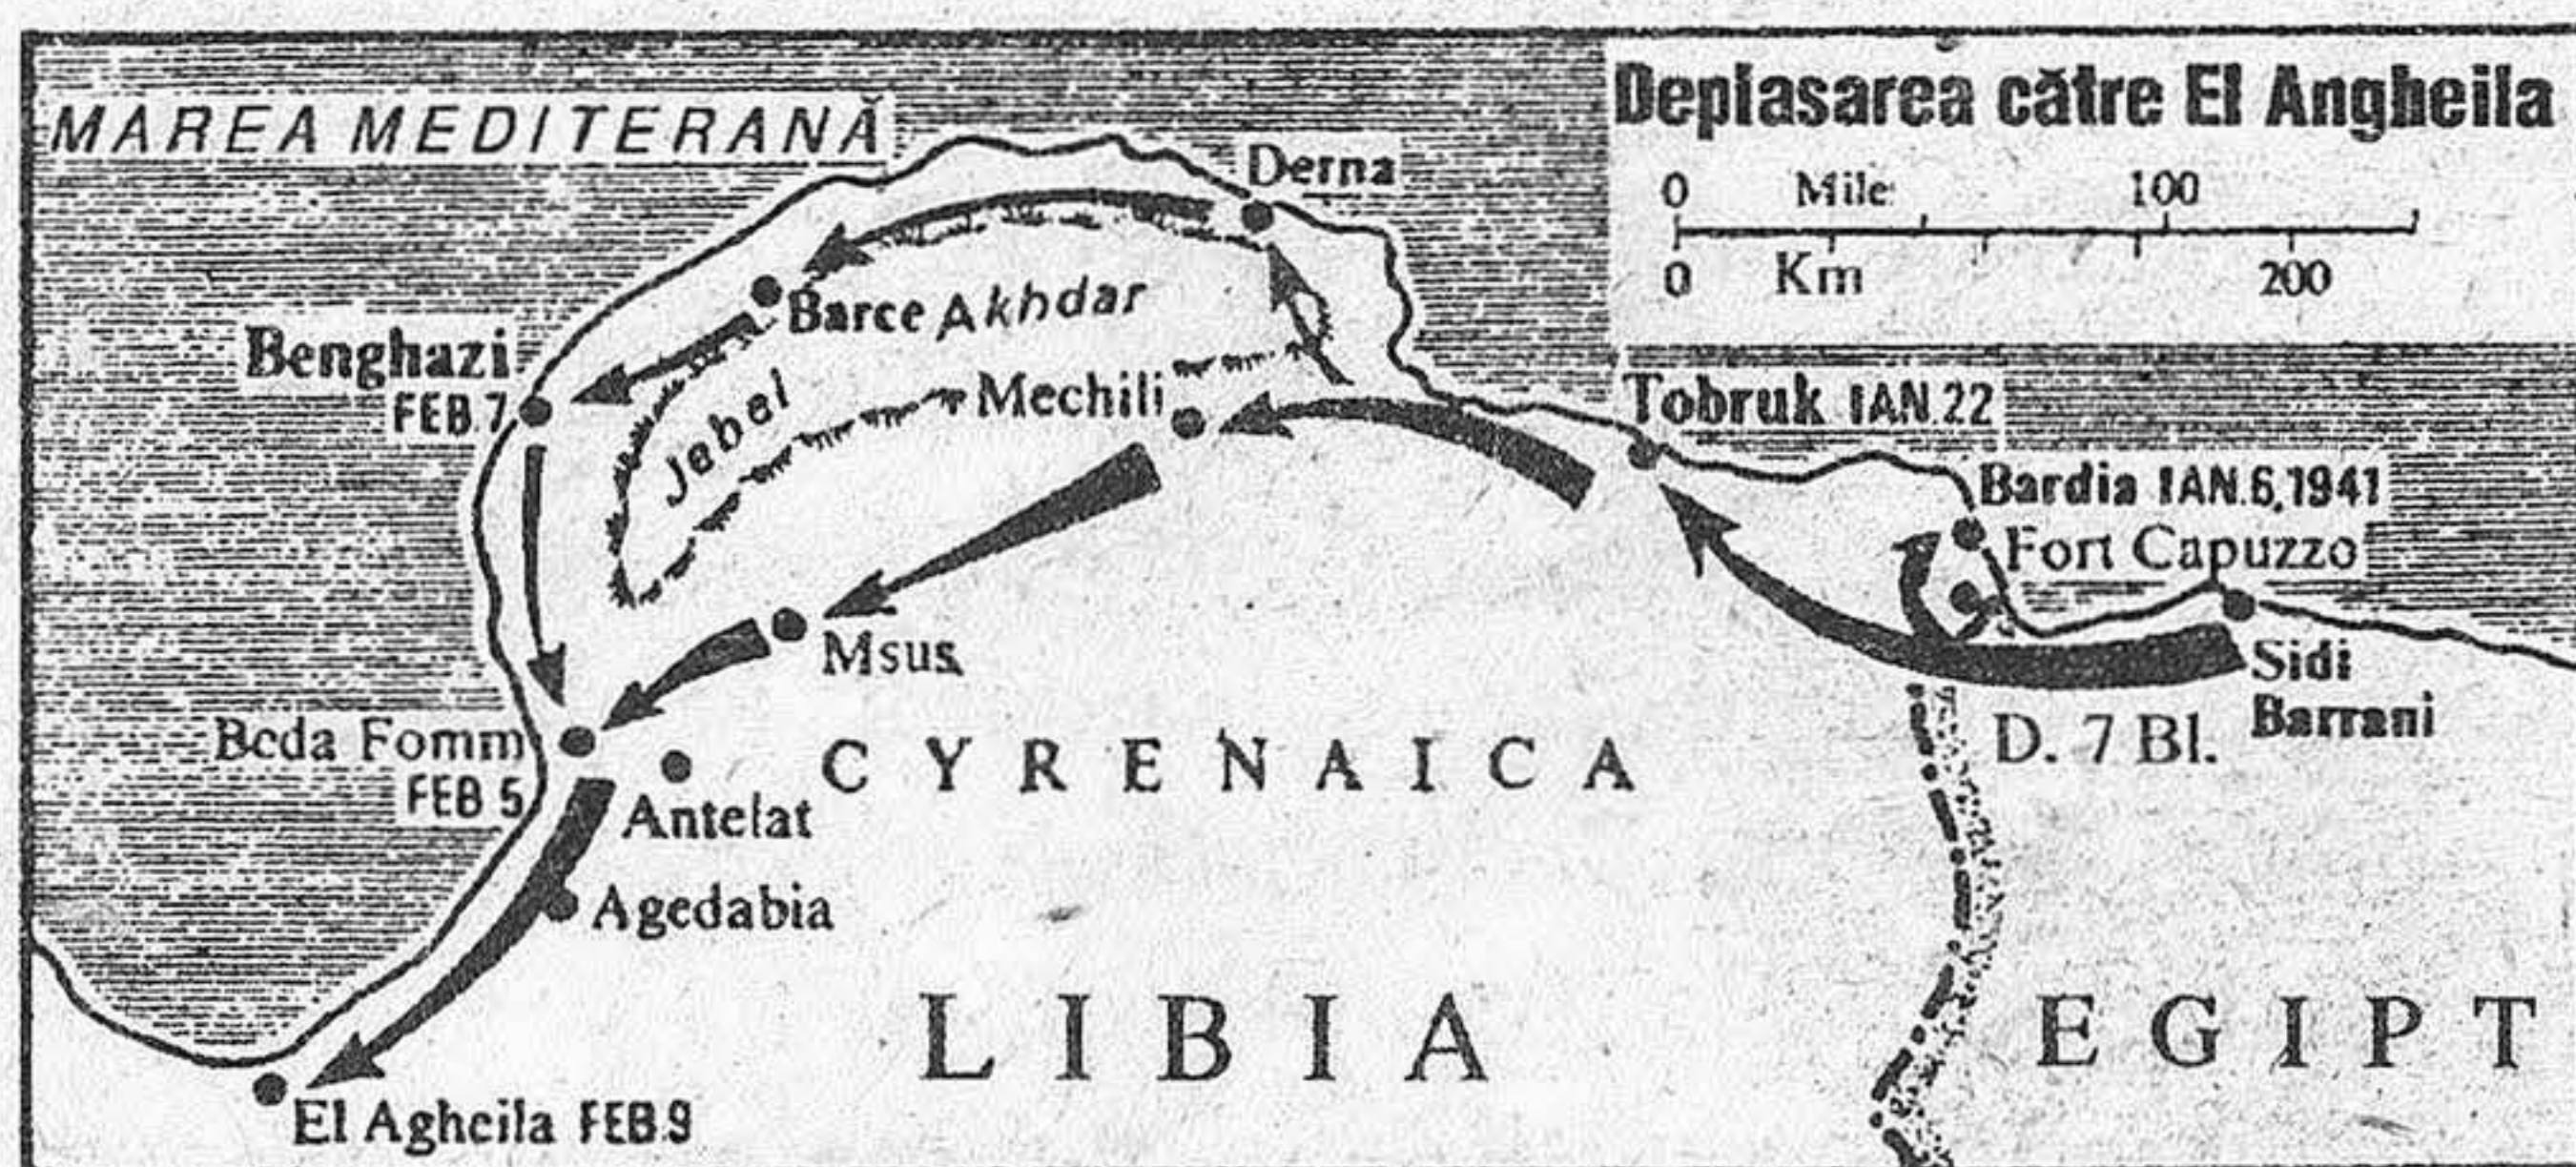 MAREA MEDITERANĂ
Deplasarea către El Angheila
0 Mile 100
0 Km 200
Derna
Barce
Jebel Akhdar
Benghazi
FEB 7
Mechili
Tobruk IAN.22
Bardia IAN.6,1941
Fort Capuzzo
Sidi
Barrani
D. 7 Bl.
Msus
Beda Fomm
FEB 5
Antelat
CYRENAICA
Agedabia
LIBIA
EGIPT
El Agheila FEB.9